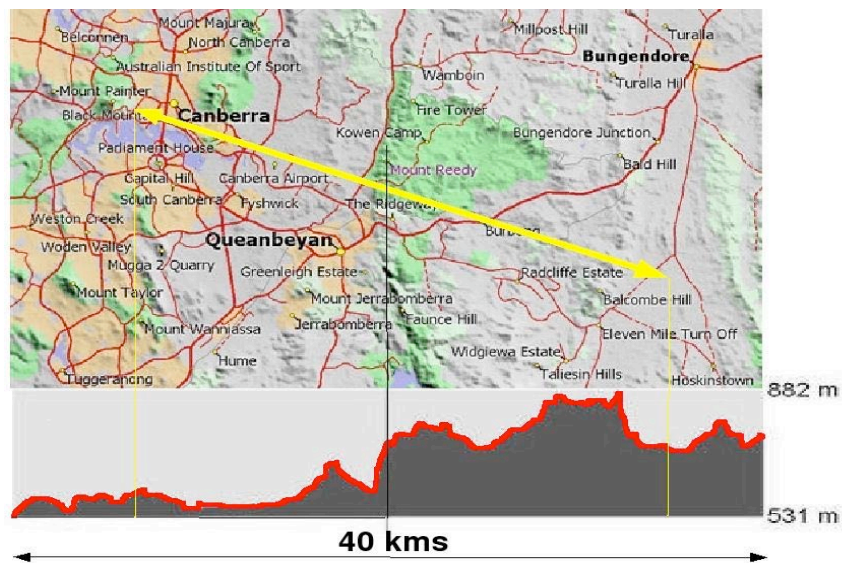 Mount Majura
Millpost Hill
Turalla
Belconnen
North Canberra
Bungendore
Australian Institute Of Sport
Wamboin
Turalla Hill
Mount Painter
Fire Tower
Black Mounta
Canberra
Kowen Camp
Bungendore Junction
Parliament House
Bald Hill
Mount Reedy
Capital Hill
Canberra Airport
South Canberra
Fyshwick
The Ridgeway
Weston Creek
Burbong
Woden Valley
Queanbeyan
Mugga 2 Quarry
Greenleigh Estate
Radcliffe Estate
Mount Taylor
Mount Jerrabomberra
Balcombe Hill
Jerrabomberra
Faunce Hill
Mount Wanniassa
Eleven Mile Turn Off
Hume
Widgiewa Estate
Tuggeranong
Taliesin Hills
Hoskinstown
882 m
531 m
40 kms